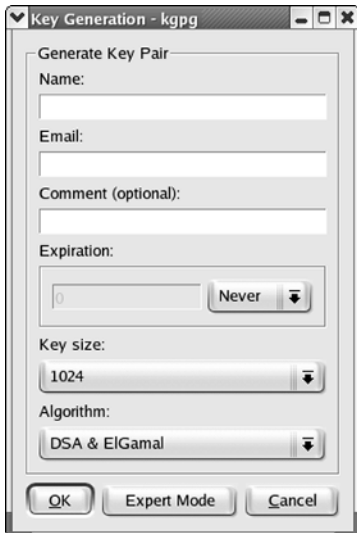 Key Generation - kgpg
Generate Key Pair
Name:
Email:
Comment (optional):
Expiration:
0 Never
Key size:
1024
Algorithm:
DSA & ElGamal
OK Expert Mode Cancel